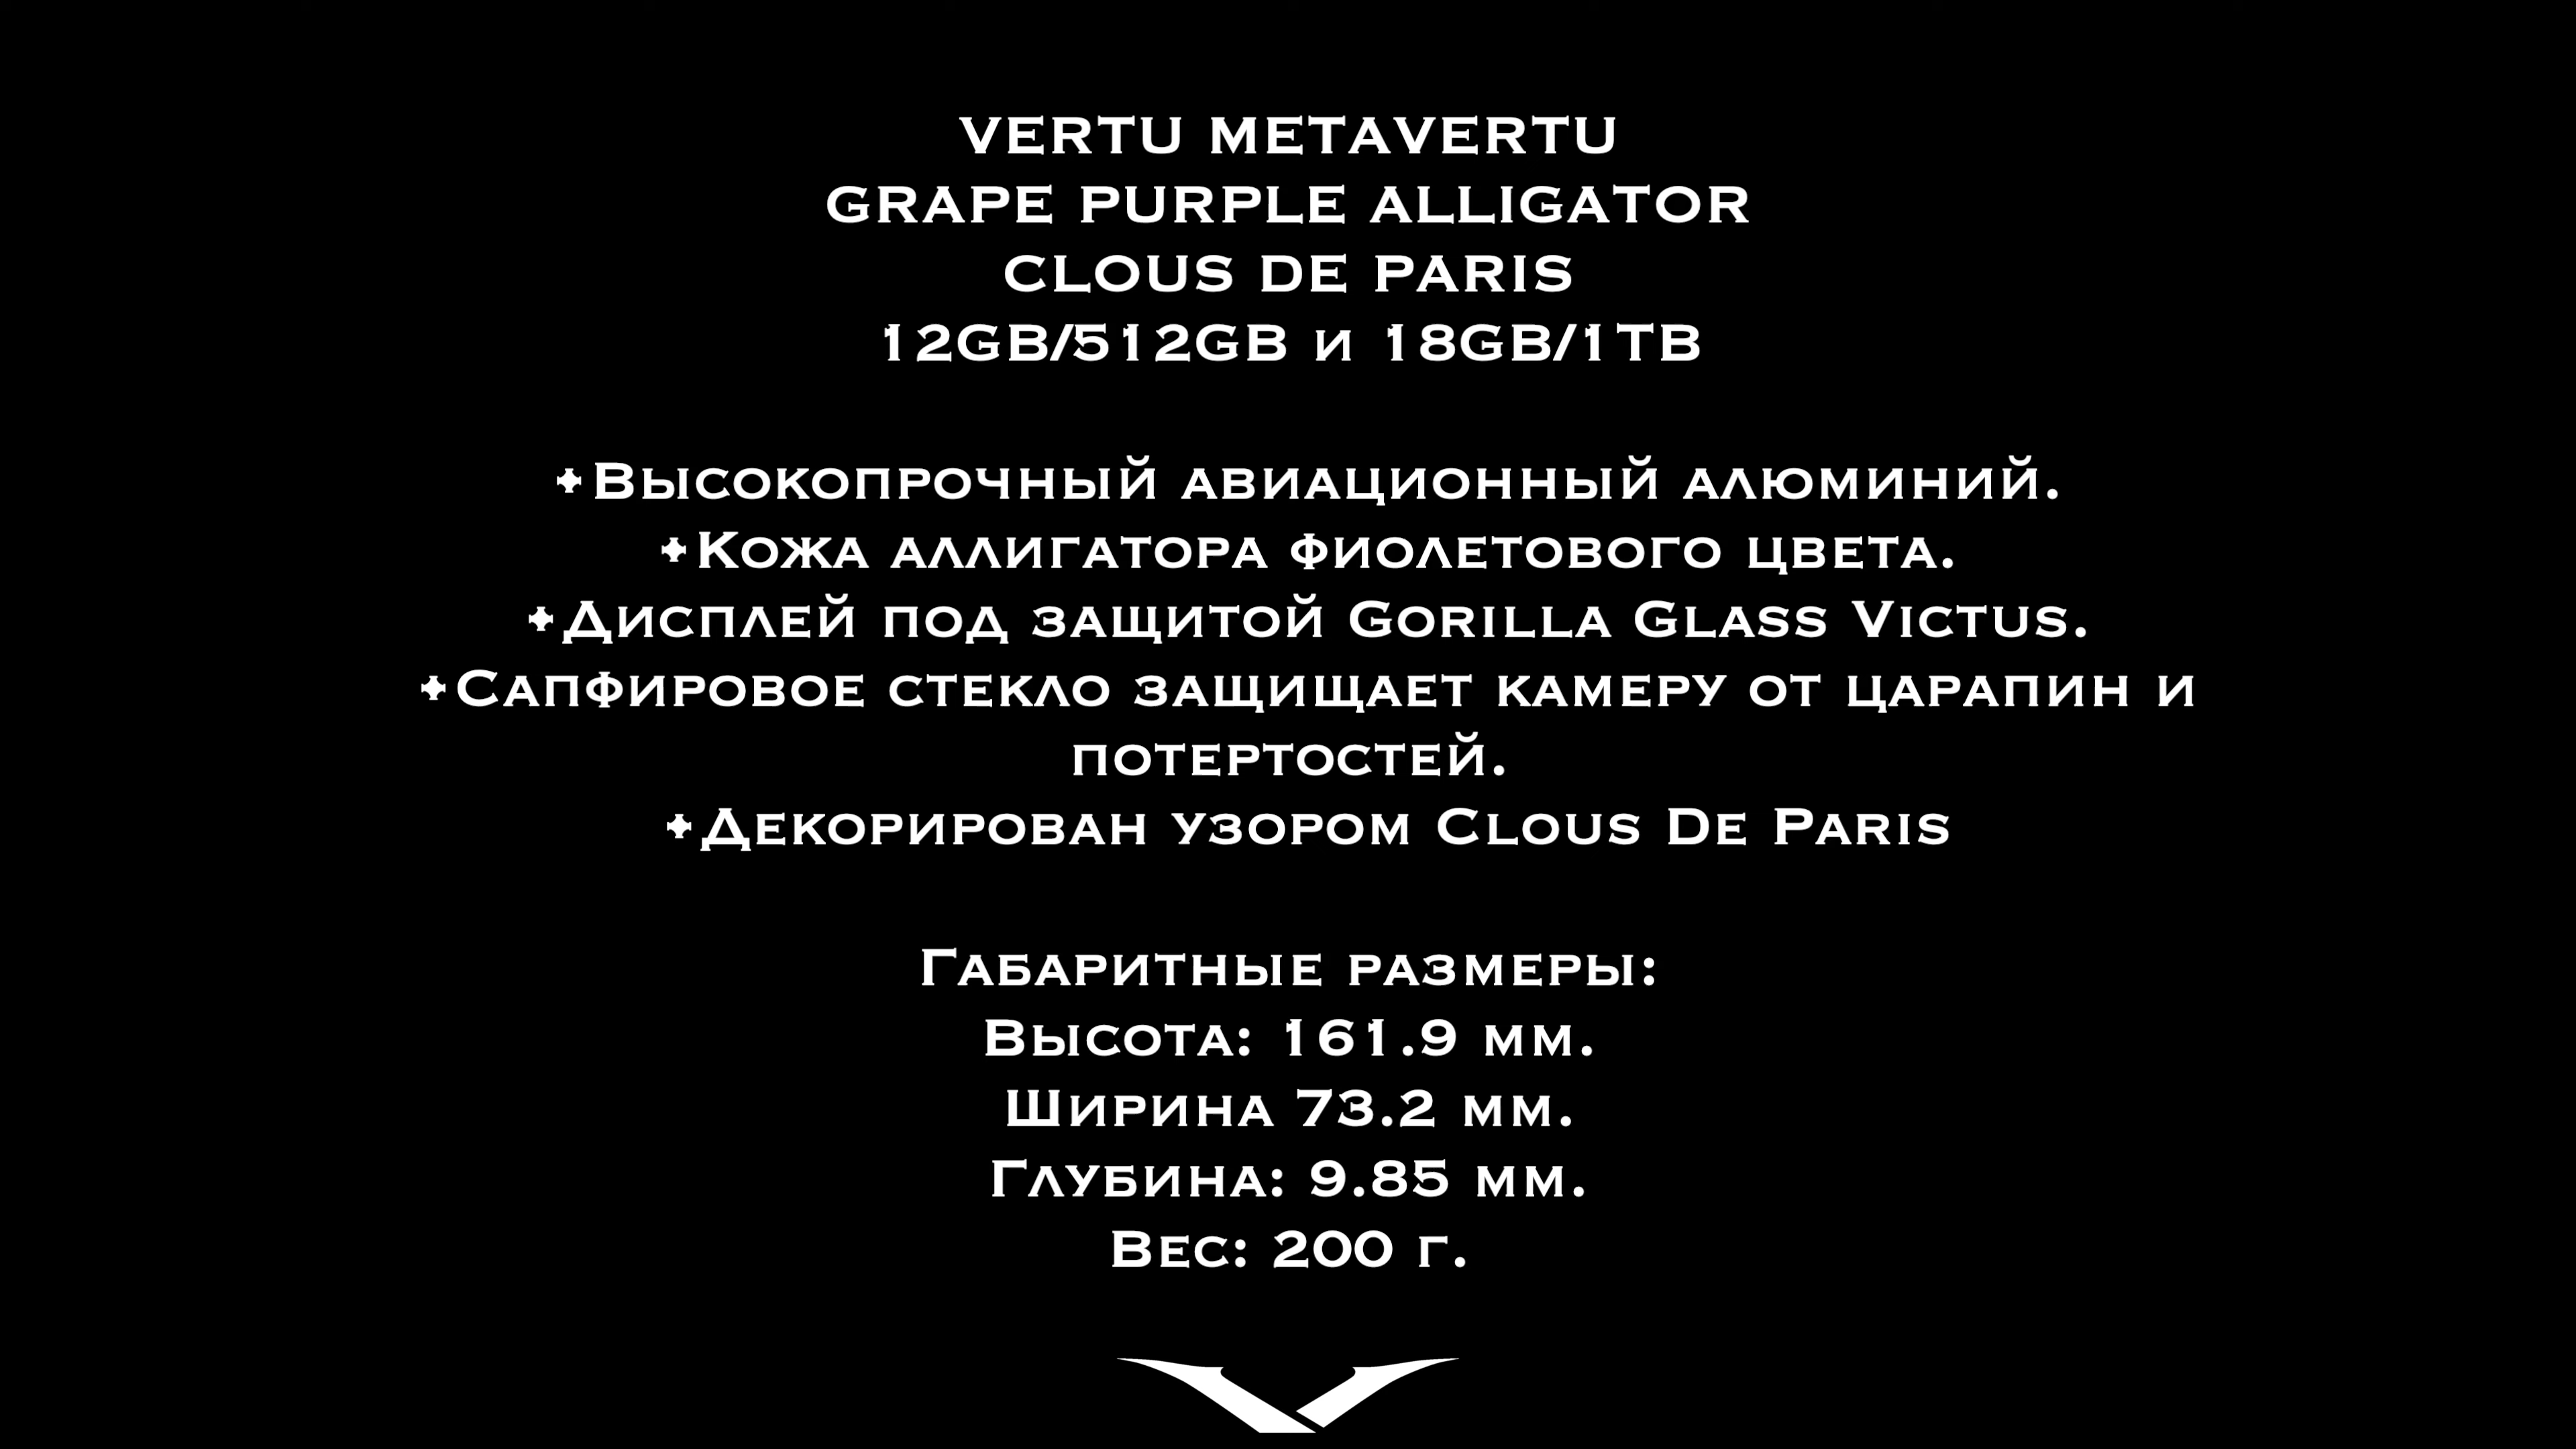 VERTU METAVERTU
GRAPE PURPLE ALLIGATOR
CLOUS DE PARIS
12GB/512GB и 18GB/1TB
Высокопрочный авиационный алюминий.
Кожа аллигатора фиолетового цвета.
Дисплей под защитой Gorilla Glass Victus.
Сапфировое стекло защищает камеру от царапин и
потертостей.
Декорирован узором Clous De Paris
Габаритные размеры:
Высота: 161.9 мм.
Ширина 73.2 мм.
Глубина: 9.85 мм.
Вес: 200 г.